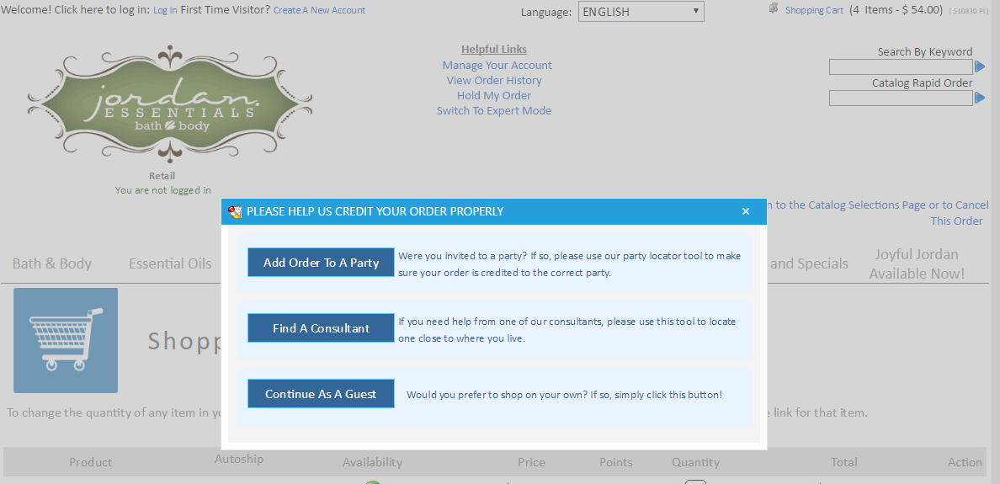 Welcome! Click here to log in: Log In First Time Visitor? Create A New Account
Language: ENGLISH
Shopping Cart (4 Items - $ 54.00) [ 510830 PL]
Helpful Links
Manage Your Account
View Order History
Hold My Order
Switch To Expert Mode
Search By Keyword
Catalog Rapid Order
jordan
ESSENTIALS
bath & body
Retail
You are not logged in
PLEASE HELP US CREDIT YOUR ORDER PROPERLY
to the Catalog Selections Page or to Cancel
This Order
Add Order To A Party
Were you invited to a party? If so, please use our party locator tool to make
sure your order is credited to the correct party.
Find A Consultant
If you need help from one of our consultants, please use this tool to locate
one close to where you live.
Continue As A Guest
Would you prefer to shop on your own? If so, simply click this button!
Bath & Body
Essential Oils
and Specials
Joyful Jordan
Available Now!
Shopp
To change the quantity of any item in yo
link for that item.
Product
Autoship
Availability
Price
Points
Quantity
Total
Action